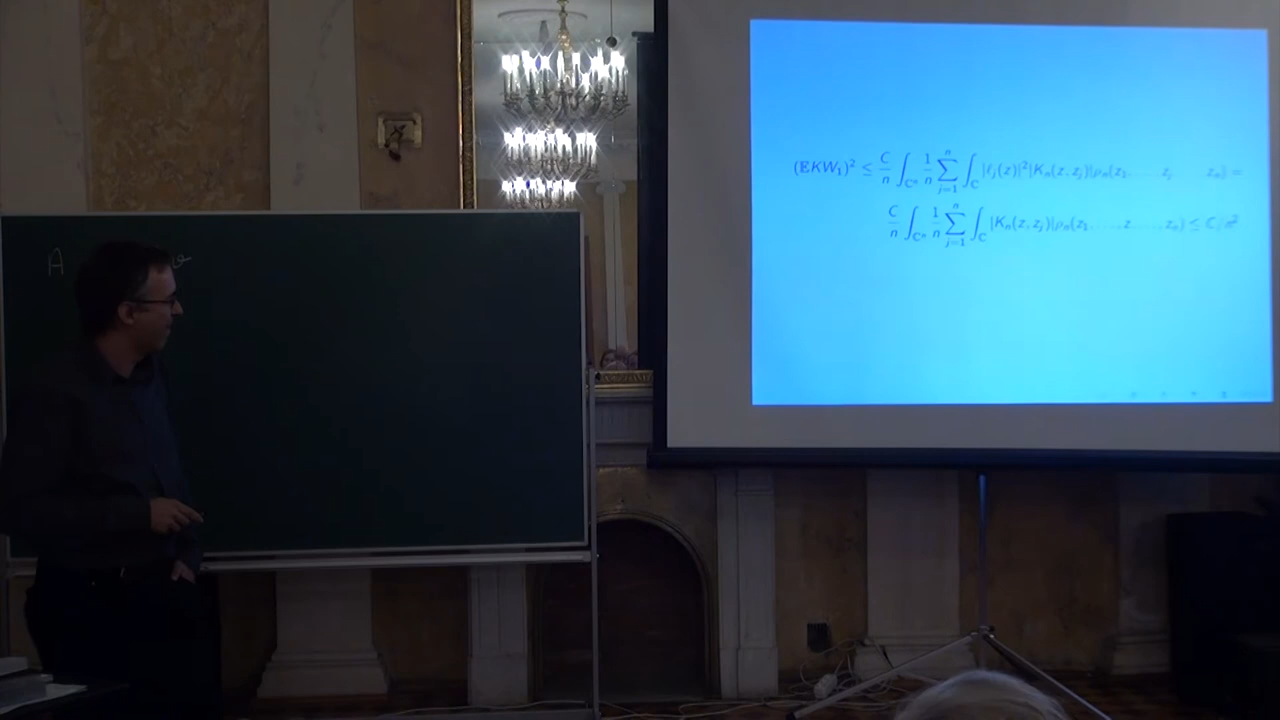 A
(𝔼KW₁)² ≤ C/n ∫_{ℂⁿ} 1/n ∑_{j=1}^{n} ∫_ℂ |ℓ_j(z)|²|K_n(z, z_j)|ρ_n(z₁, ..., z_j, ..., z_n) =
C/n ∫_{ℂⁿ} 1/n ∑_{j=1}^{n} ∫_ℂ |K_n(z, z_j)|ρ_n(z₁, ..., z, ..., z_n) ≤